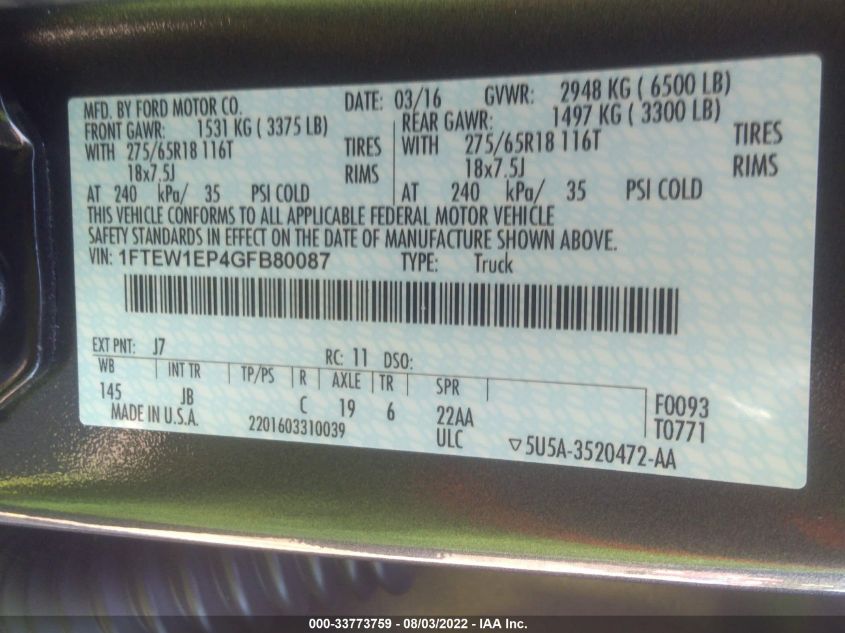 MFD. BY FORD MOTOR CO. DATE: 03/16 GVWR: 2948 KG ( 6500 LB)
FRONT GAWR: 1531 KG ( 3375 LB) REAR GAWR: 1497 KG ( 3300 LB)
WITH 275/65R18 116T TIRES WITH 275/65R18 116T TIRES
18x7.5J RIMS 18x7.5J RIMS
AT 240 kPa/ 35 PSI COLD AT 240 kPa/ 35 PSI COLD
THIS VEHICLE CONFORMS TO ALL APPLICABLE FEDERAL MOTOR VEHICLE
SAFETY STANDARDS IN EFFECT ON THE DATE OF MANUFACTURE SHOWN ABOVE.
VIN: 1FTEW1EP4GFB80087 TYPE: Truck
EXT PNT: J7 RC: 11 DSO:
WB INT TR TP/PS R AXLE TR SPR
145 JB C 19 6 22AA F0093
MADE IN U.S.A. 2201603310039 ULC T0771
▽5U5A-3520472-AA
000-33773759 - 08/03/2022 - IAA Inc.